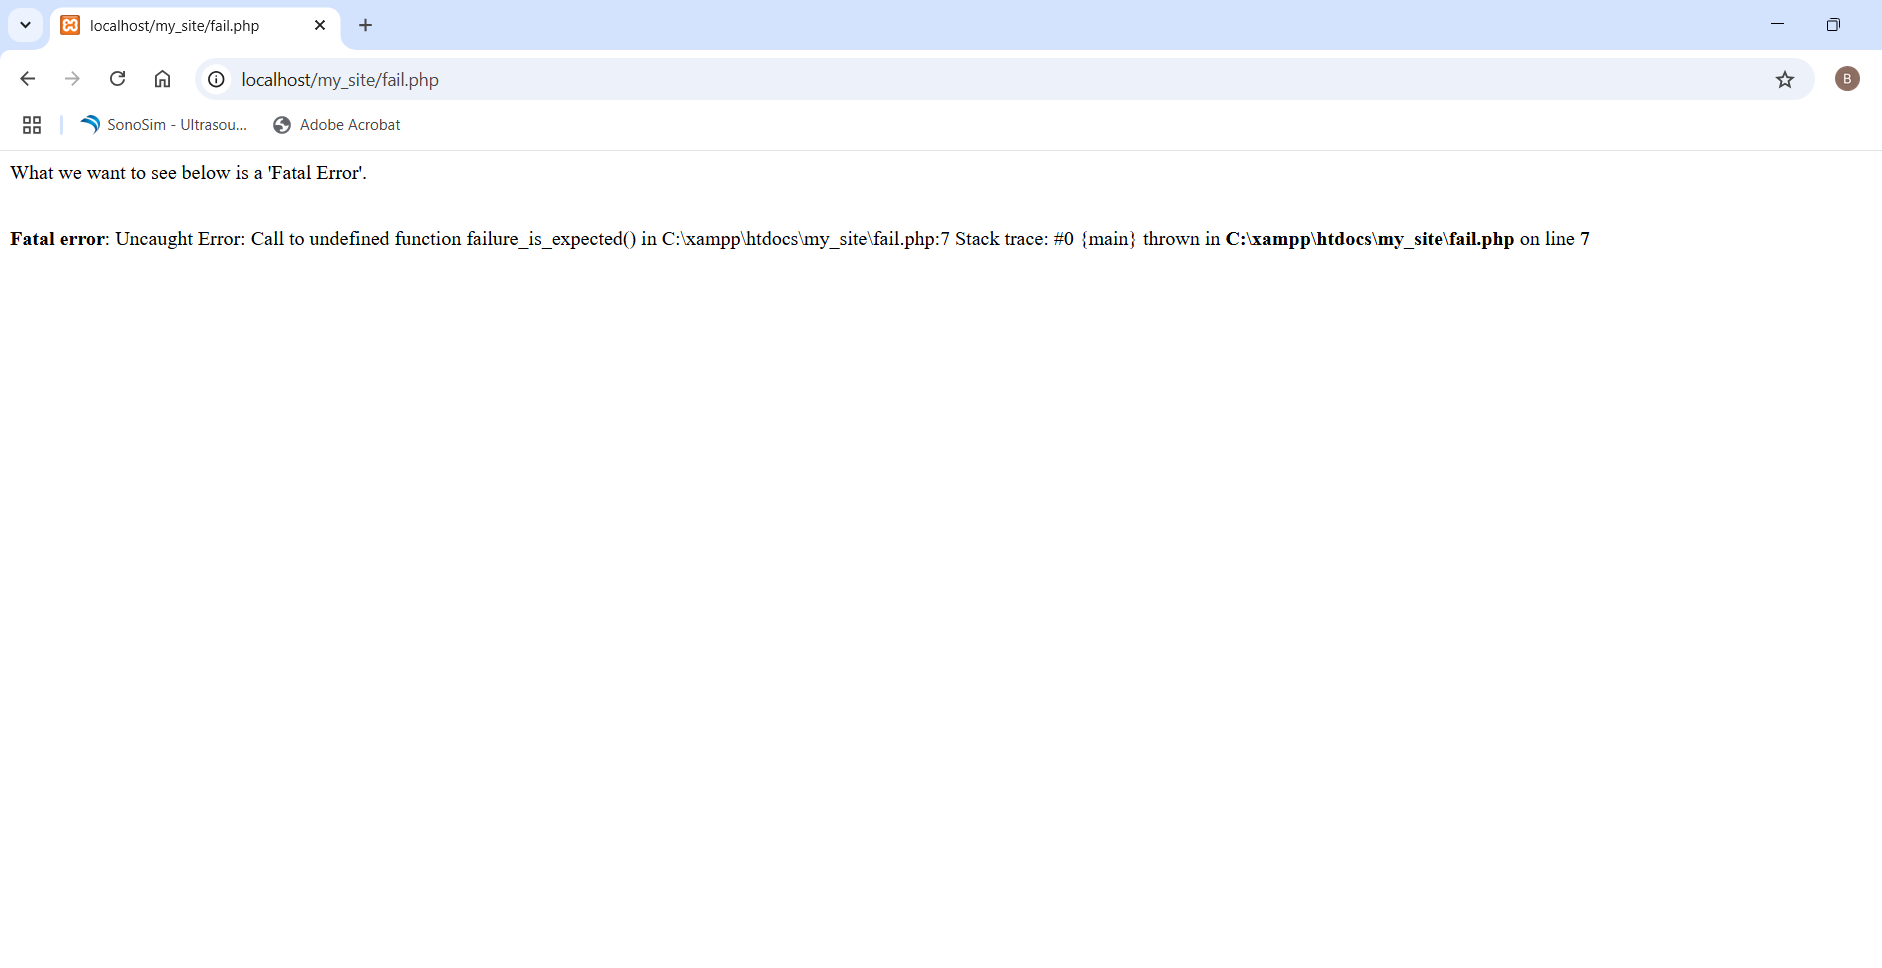 localhost/my_site/fail.php
localhost/my_site/fail.php
B
SonoSim - Ultrasou...
Adobe Acrobat
What we want to see below is a 'Fatal Error'.
Fatal error: Uncaught Error: Call to undefined function failure_is_expected() in C:\xampp\htdocs\my_site\fail.php:7 Stack trace: #0 {main} thrown in C:\xampp\htdocs\my_site\fail.php on line 7